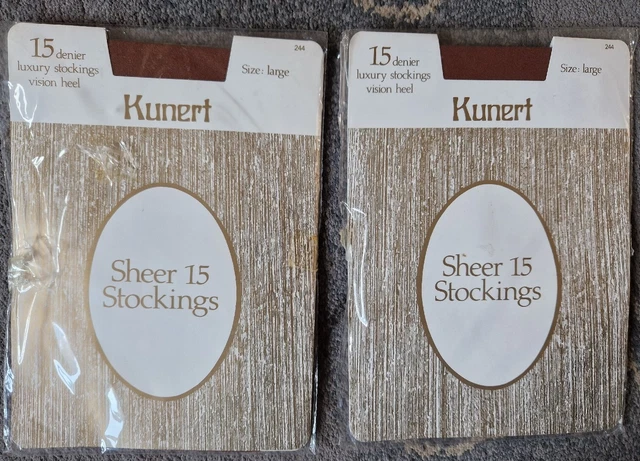 15 denier
luxury stockings
vision heel
244
Size: large
Kunert
Sheer 15
Stockings
15 denier
luxury stockings
vision heel
244
Size: large
Kunert
Sheer 15
Stockings